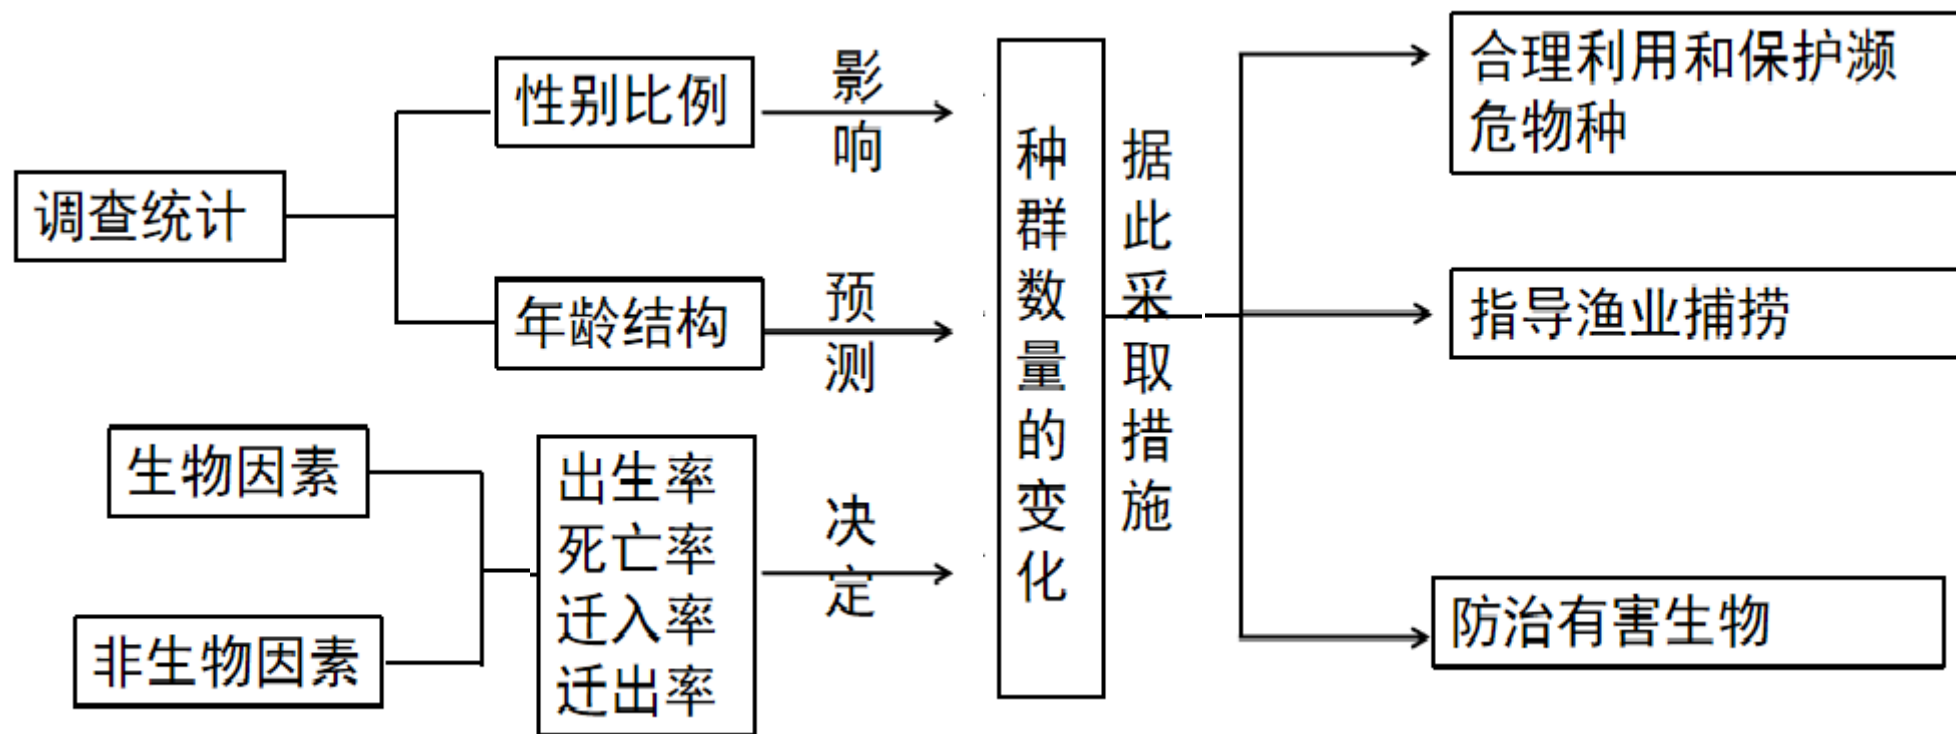 调查统计
性别比例
年龄结构
生物因素
非生物因素
出生率
死亡率
迁入率
迁出率
影响
预测
决定
种群数量的变化
据此采取措施
合理利用和保护濒
危物种
指导渔业捕捞
防治有害生物